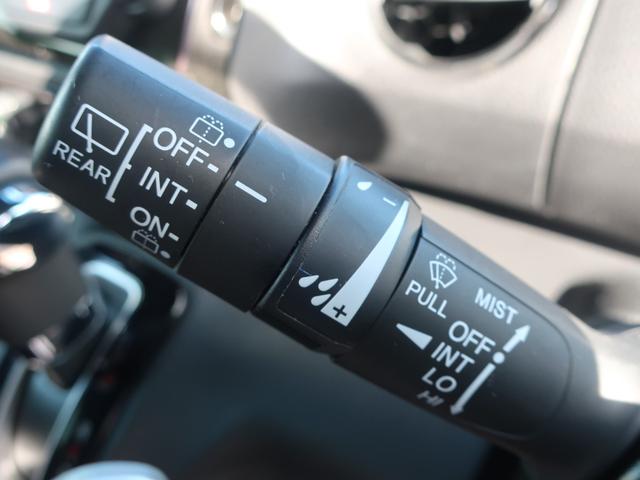 REAR
OFF-
INT-
ON-
-
+
PULL
MIST
OFF
INT
LO
HI